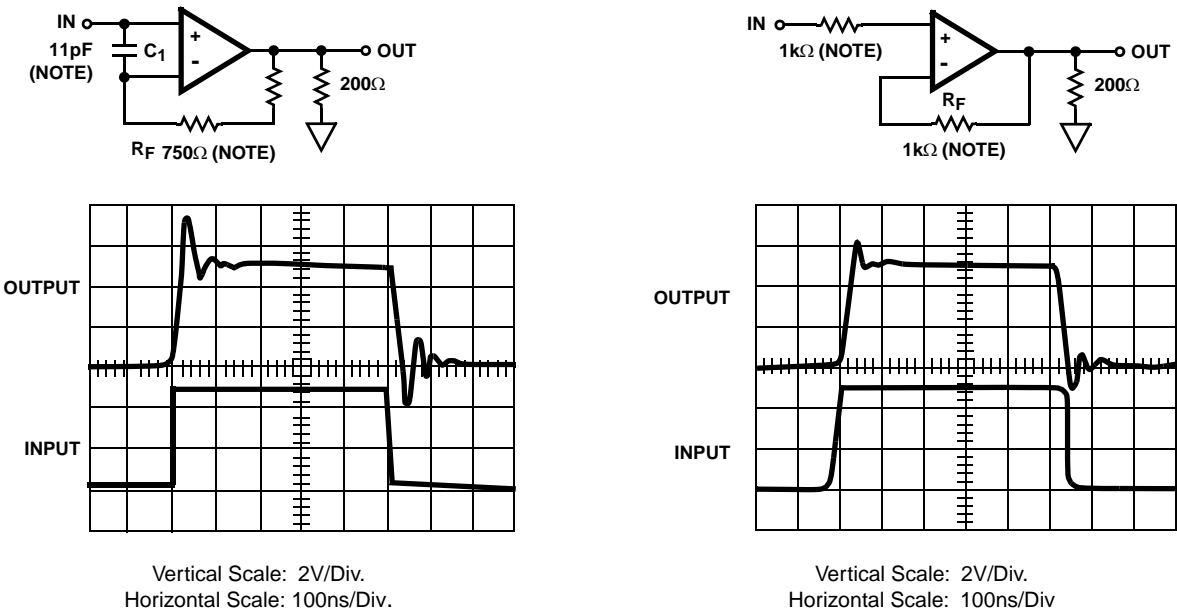 IN
+
OUT
11pF
C1
(NOTE)
-
200Ω
RF 750Ω (NOTE)
OUTPUT
INPUT
Vertical Scale: 2V/Div.
Horizontal Scale: 100ns/Div.
IN
1kΩ (NOTE)
+
OUT
-
200Ω
RF
1kΩ (NOTE)
OUTPUT
INPUT
Vertical Scale: 2V/Div.
Horizontal Scale: 100ns/Div